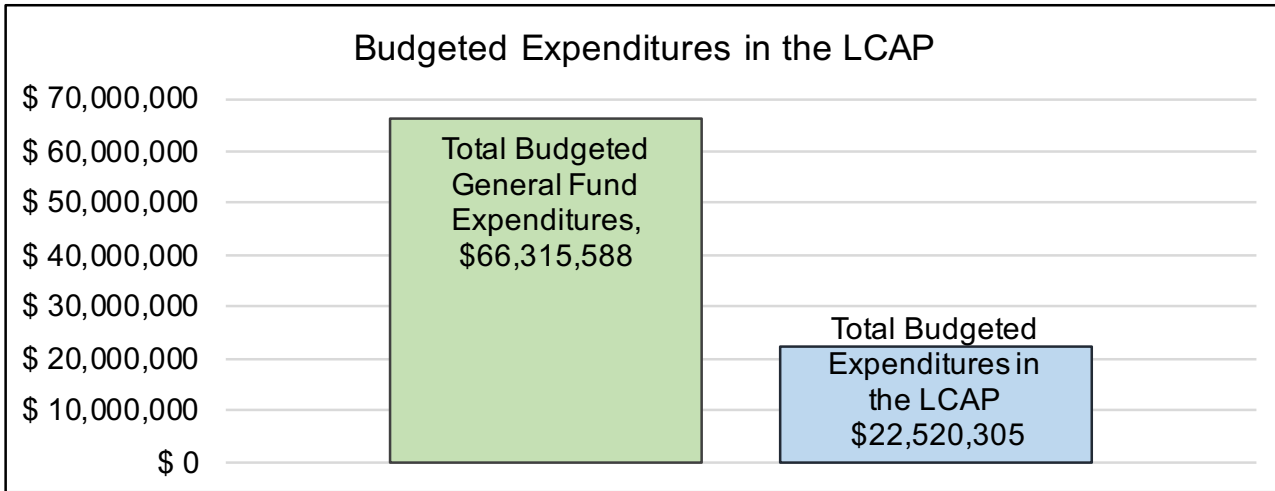 Budgeted Expenditures in the LCAP
$ 70,000,000
$ 60,000,000
$ 50,000,000
$ 40,000,000
$ 30,000,000
$ 20,000,000
$ 10,000,000
$ 0
Total Budgeted
General Fund
Expenditures,
$66,315,588
Total Budgeted
Expenditures in
the LCAP
$22,520,305